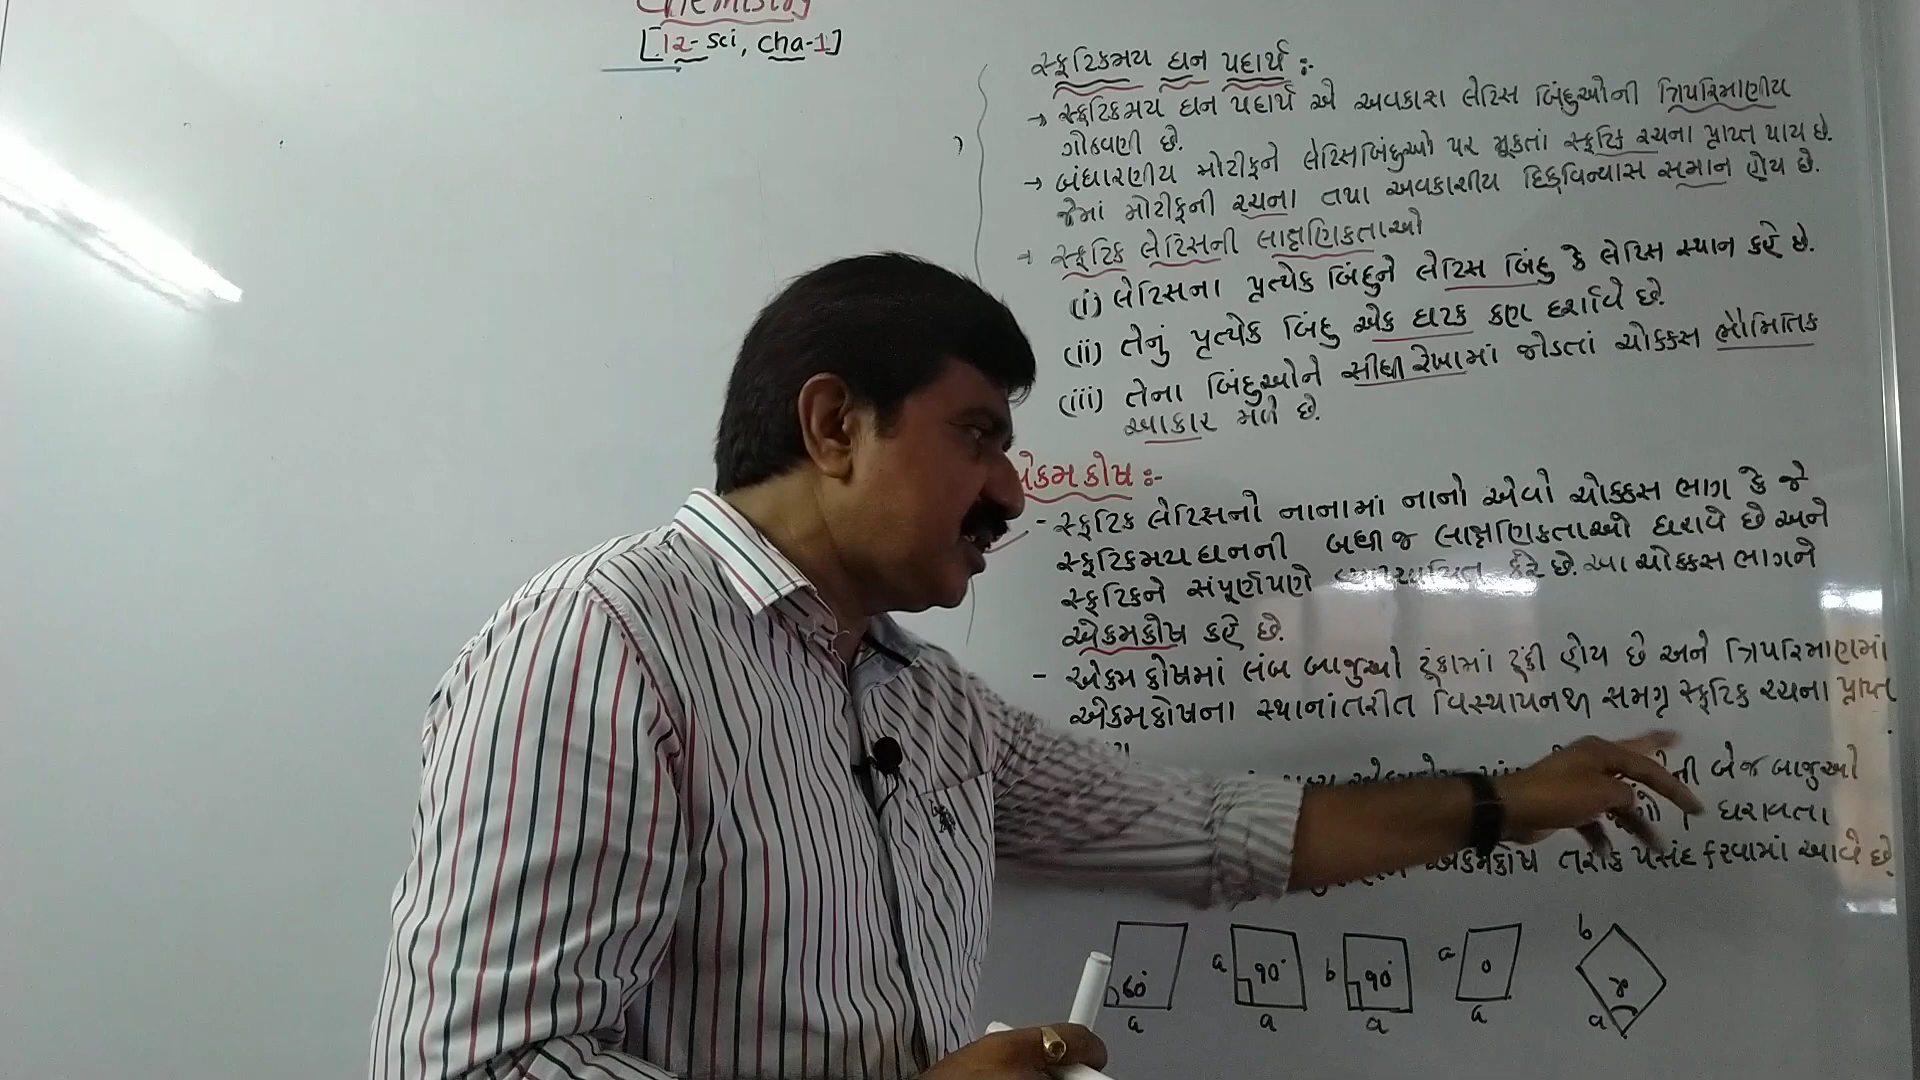 Chemistry
[12-sci, cha-1]
સ્ફટિકમય ઘન પદાર્થ :-
→ સ્ફટિકમય ઘન પદાર્થ એ અવકાશ લેટિસ બિંદુઓની ત્રિપરિમાણીય
ગોઠવણી છે.
→ બંધારણીય મોટીફને લેટિસબિંદુઓ પર મૂકતાં સ્ફટિક રચના પ્રાપ્ત થાય છે.
જેમાં મોટીફની રચના તથા અવકાશીય દિક્વિન્યાસ સમાન હોય છે.
→ સ્ફટિક લેટિસની લાક્ષણિકતાઓ
(i) લેટિસના પ્રત્યેક બિંદુને લેટિસ બિંદુ કે લેટિસ સ્થાન કહે છે.
(ii) તેનું પ્રત્યેક બિંદુ એક ઘટક કણ દર્શાવે છે.
(iii) તેના બિંદુઓને સીધી રેખામાં જોડતાં ચોક્કસ ભૌમિતિક
આકાર મળે છે.
એકમ કોષ :-
- સ્ફટિક લેટિસનો નાનામાં નાનો એવો ચોક્કસ ભાગ કે જે
સ્ફટિકમય ઘનની બધી જ લાક્ષણિકતાઓ ધરાવે છે અને
સ્ફટિકને સંપૂર્ણપણે કરે છે. આ ચોક્કસ ભાગને
એકમકોષ કહે છે.
- એકમ કોષમાં લંબ બાજુઓ ટૂંકામાં ટૂંકી હોય છે અને ત્રિપરિમાણમાં
એકમકોષના સ્થાનાંતરીત વિસ્થાપનથી સમગ્ર સ્ફટિક રચના પ્રાપ્ત
બે જ બાજુઓ
ધરાવતા
એકમકોષ તરીકે પસંદ કરવામાં આવે છે.
60° a
a 90° a
b 90° a
a 0 a
b γ a